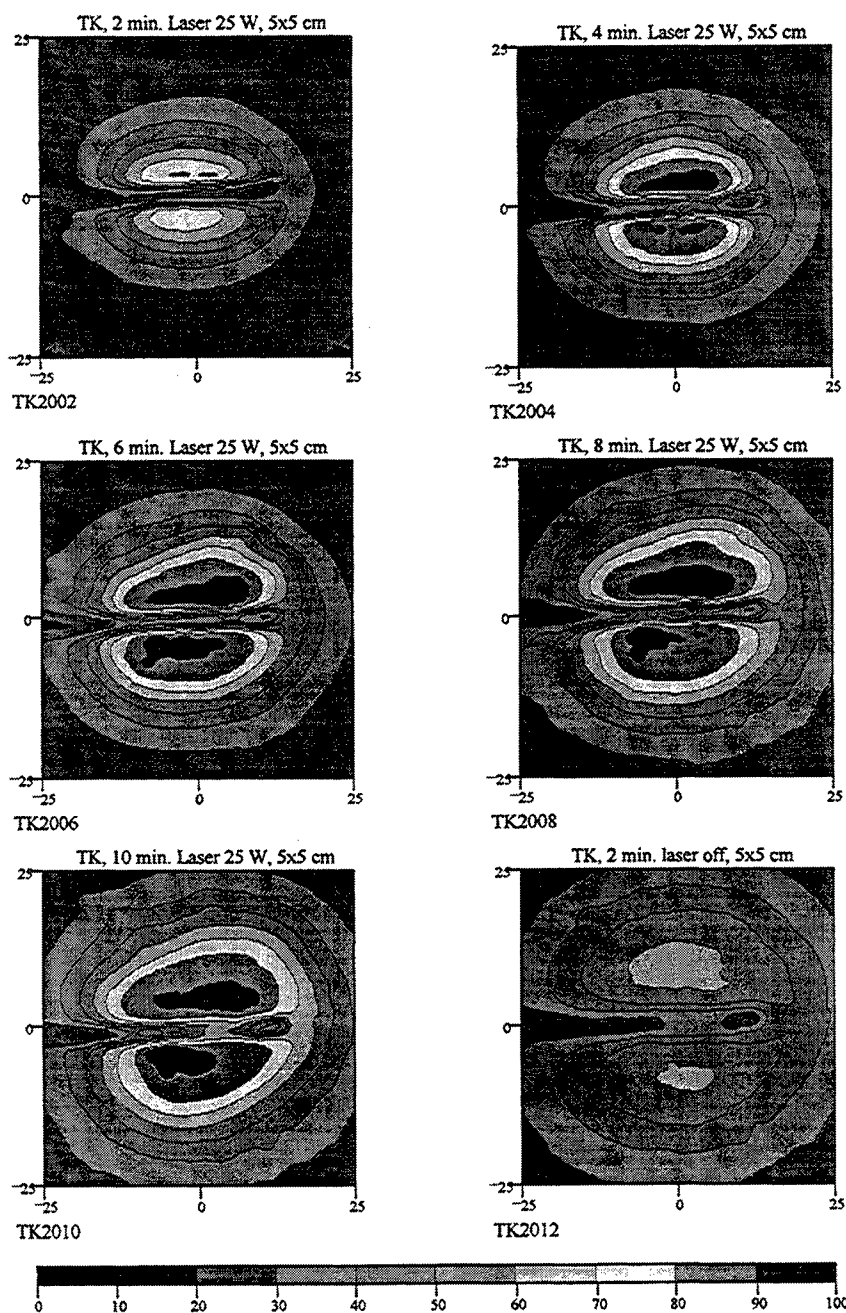 TK, 2 min. Laser 25 W, 5x5 cm
25
0
-25
-25 0 25
TK2002
TK, 4 min. Laser 25 W, 5x5 cm
25
0
-25
-25 0 25
TK2004
TK, 6 min. Laser 25 W, 5x5 cm
25
0
-25
-25 0 25
TK2006
TK, 8 min. Laser 25 W, 5x5 cm
25
0
-25
-25 0 25
TK2008
TK, 10 min. Laser 25 W, 5x5 cm
25
0
-25
-25 0 25
TK2010
TK, 2 min. laser off, 5x5 cm
25
0
-25
-25 0 25
TK2012
0 10 20 30 40 50 60 70 80 90 100